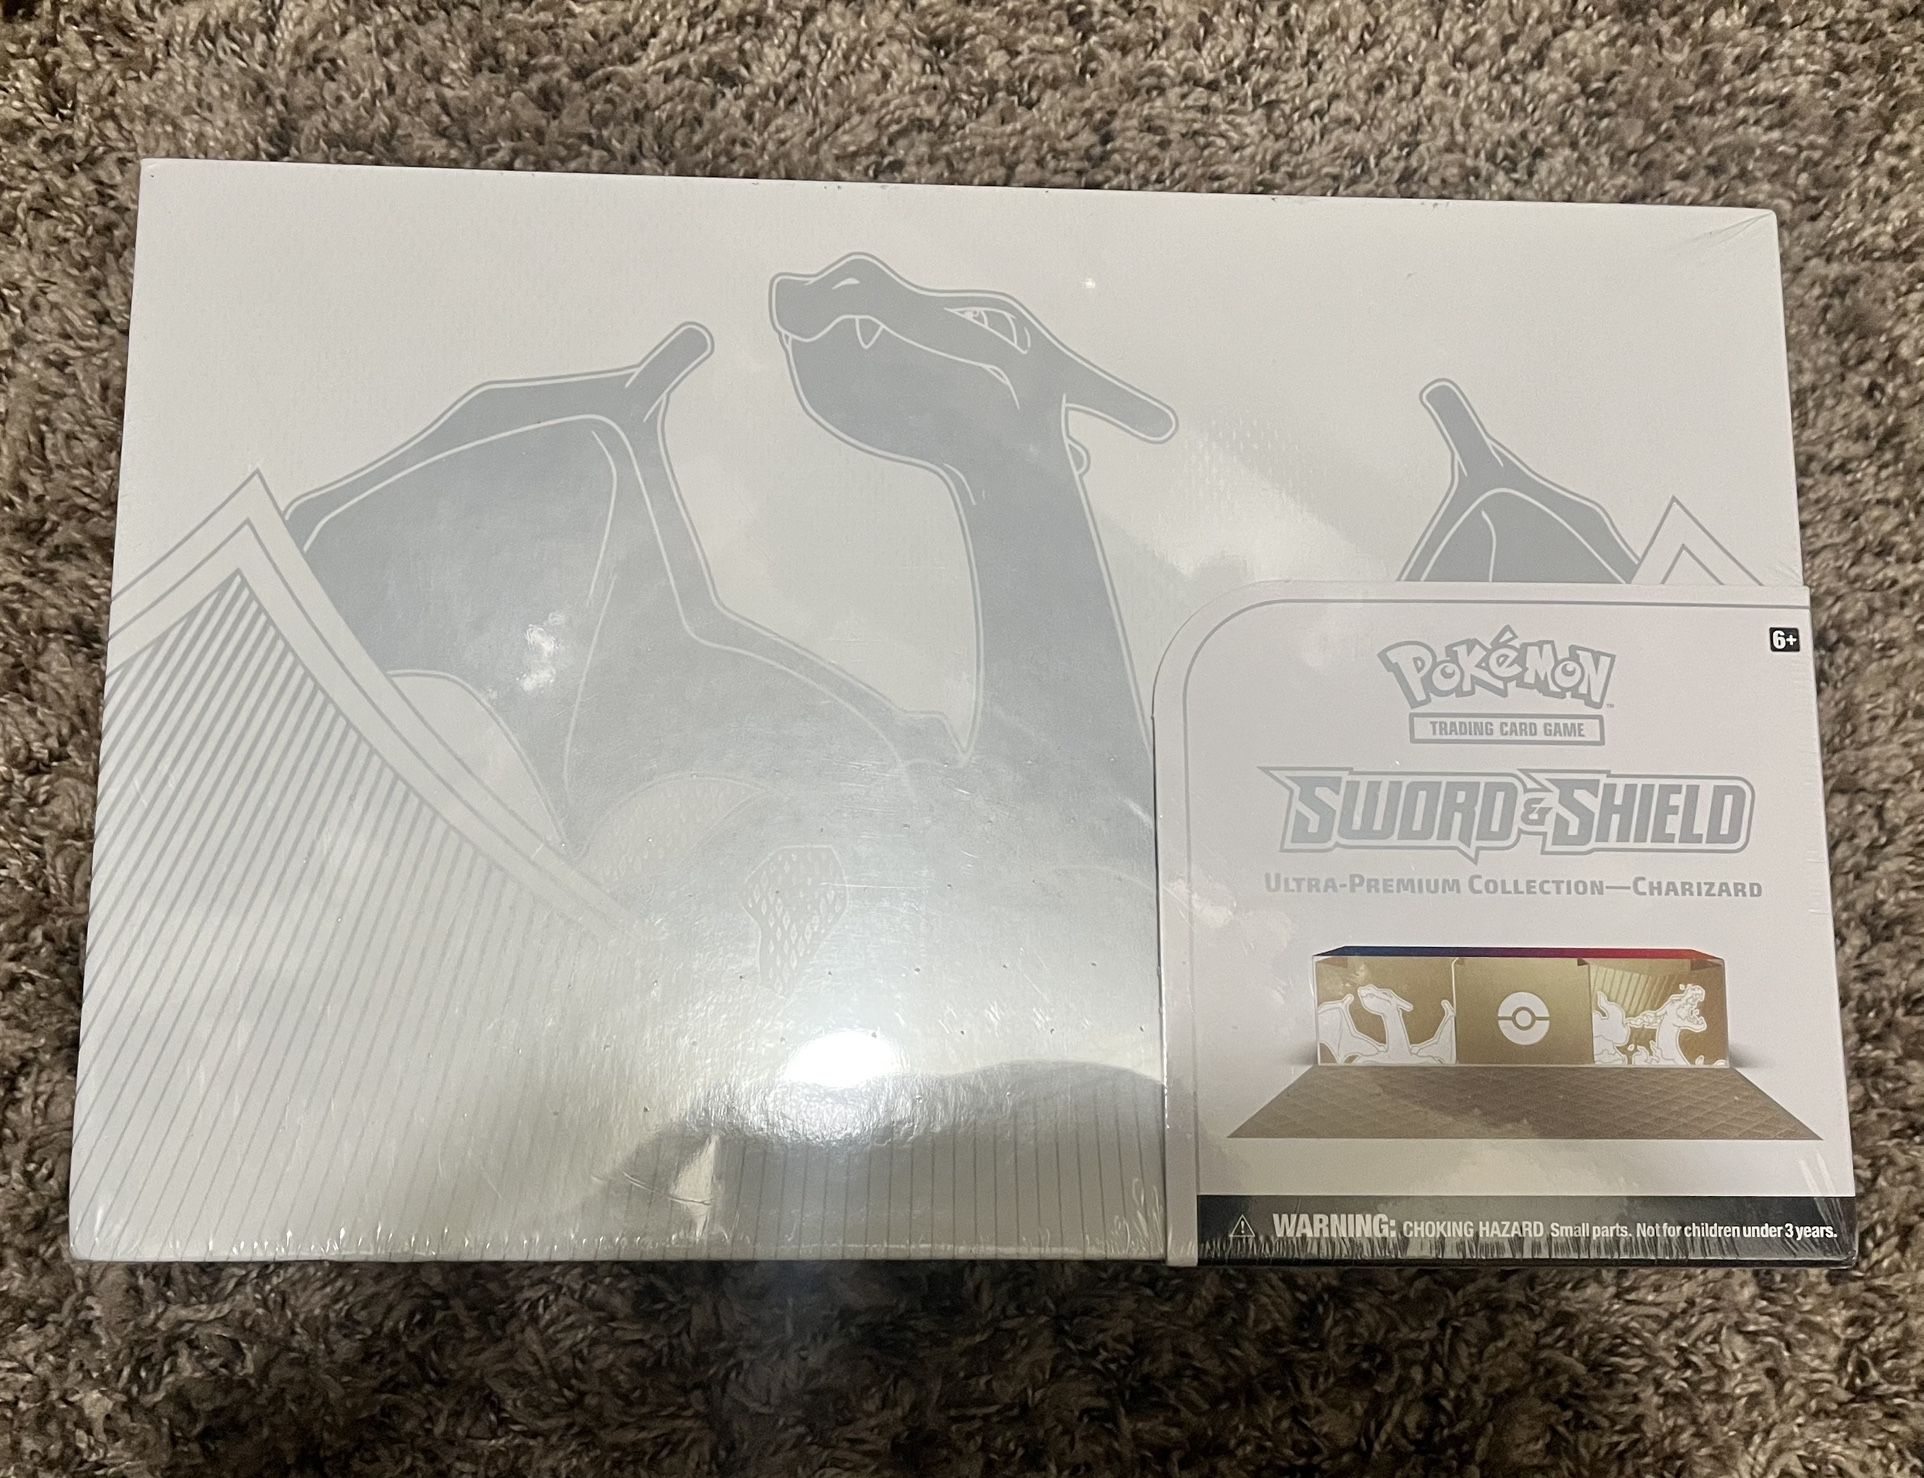 6+
POKéMON™
TRADING CARD GAME
SWORD & SHIELD
ULTRA-PREMIUM COLLECTION—CHARIZARD
WARNING: CHOKING HAZARD Small parts. Not for children under 3 years.